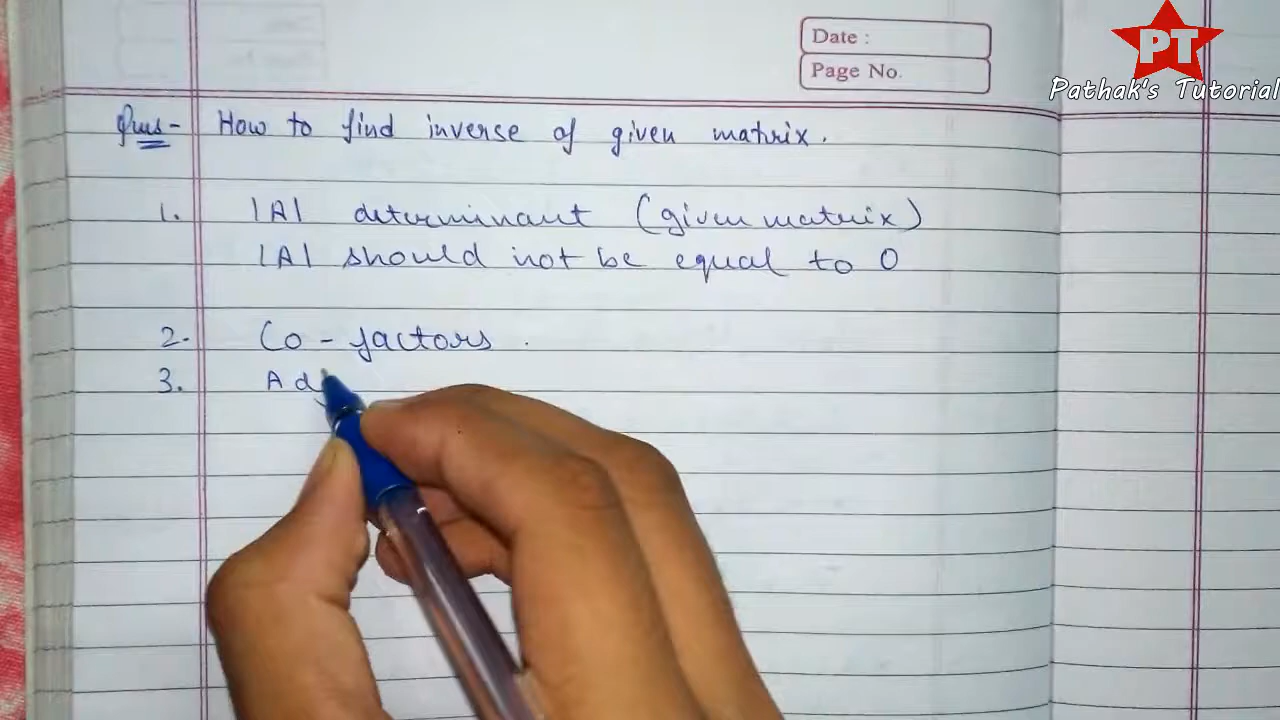 Date :
Page No.
PT
Pathak's Tutorial
Ques- How to find inverse of given matrix.
1. |A| determinant (given matrix)
|A| should not be equal to 0
2. Co-factors.
3. Ad